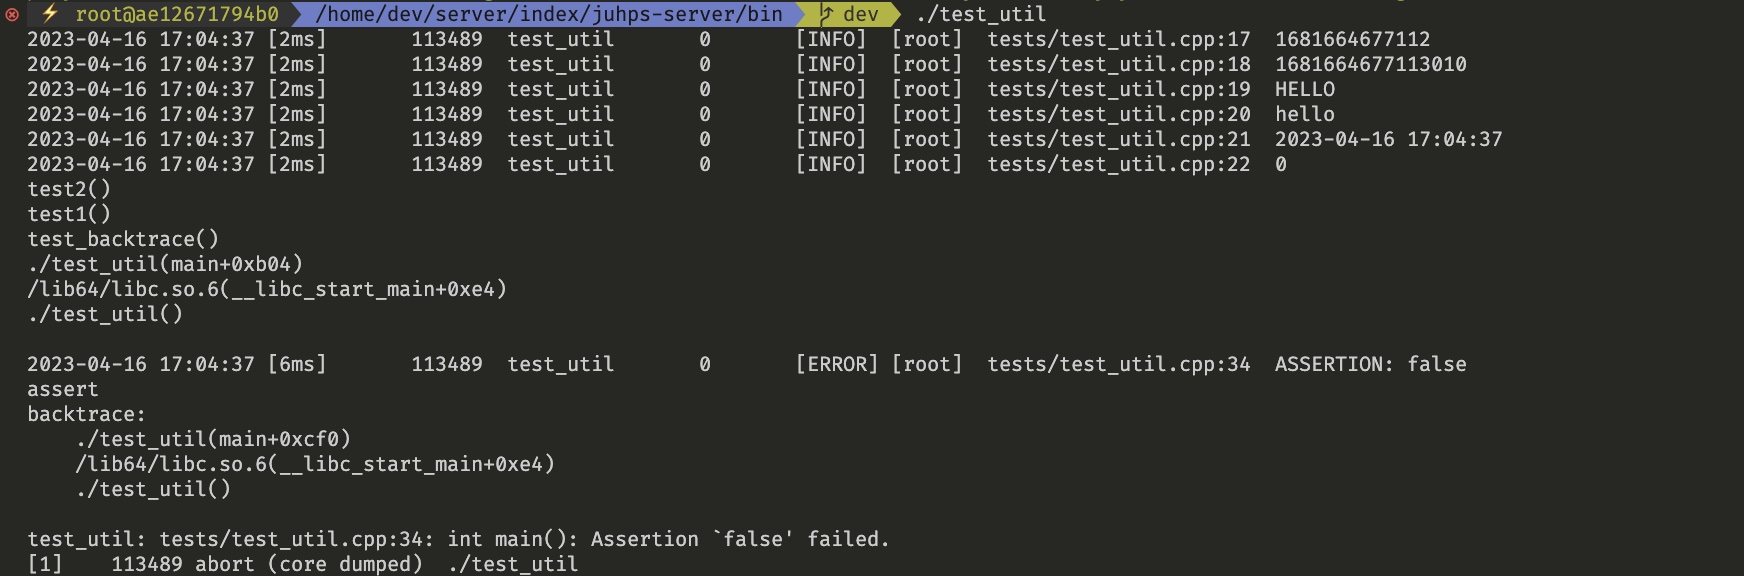 root@ae12671794b0 /home/dev/server/index/juhps-server/bin dev ./test_util
2023-04-16 17:04:37 [2ms] 113489 test_util 0 [INFO] [root] tests/test_util.cpp:17 1681664677112
2023-04-16 17:04:37 [2ms] 113489 test_util 0 [INFO] [root] tests/test_util.cpp:18 1681664677113010
2023-04-16 17:04:37 [2ms] 113489 test_util 0 [INFO] [root] tests/test_util.cpp:19 HELLO
2023-04-16 17:04:37 [2ms] 113489 test_util 0 [INFO] [root] tests/test_util.cpp:20 hello
2023-04-16 17:04:37 [2ms] 113489 test_util 0 [INFO] [root] tests/test_util.cpp:21 2023-04-16 17:04:37
2023-04-16 17:04:37 [2ms] 113489 test_util 0 [INFO] [root] tests/test_util.cpp:22 0
test2()
test1()
test_backtrace()
./test_util(main+0xb04)
/lib64/libc.so.6(__libc_start_main+0xe4)
./test_util()
2023-04-16 17:04:37 [6ms] 113489 test_util 0 [ERROR] [root] tests/test_util.cpp:34 ASSERTION: false
assert
backtrace:
./test_util(main+0xcf0)
/lib64/libc.so.6(__libc_start_main+0xe4)
./test_util()
test_util: tests/test_util.cpp:34: int main(): Assertion `false' failed.
[1] 113489 abort (core dumped) ./test_util